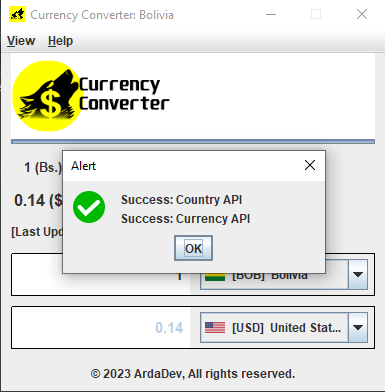 Currency Converter: Bolivia
View Help
$
Currency
Converter
1 (Bs.)
0.14 ($
[Last Upd
Alert
Success: Country API
Success: Currency API
OK
1 [BOB] Bolivia
0.14 [USD] United Stat...
© 2023 ArdaDev, All rights reserved.